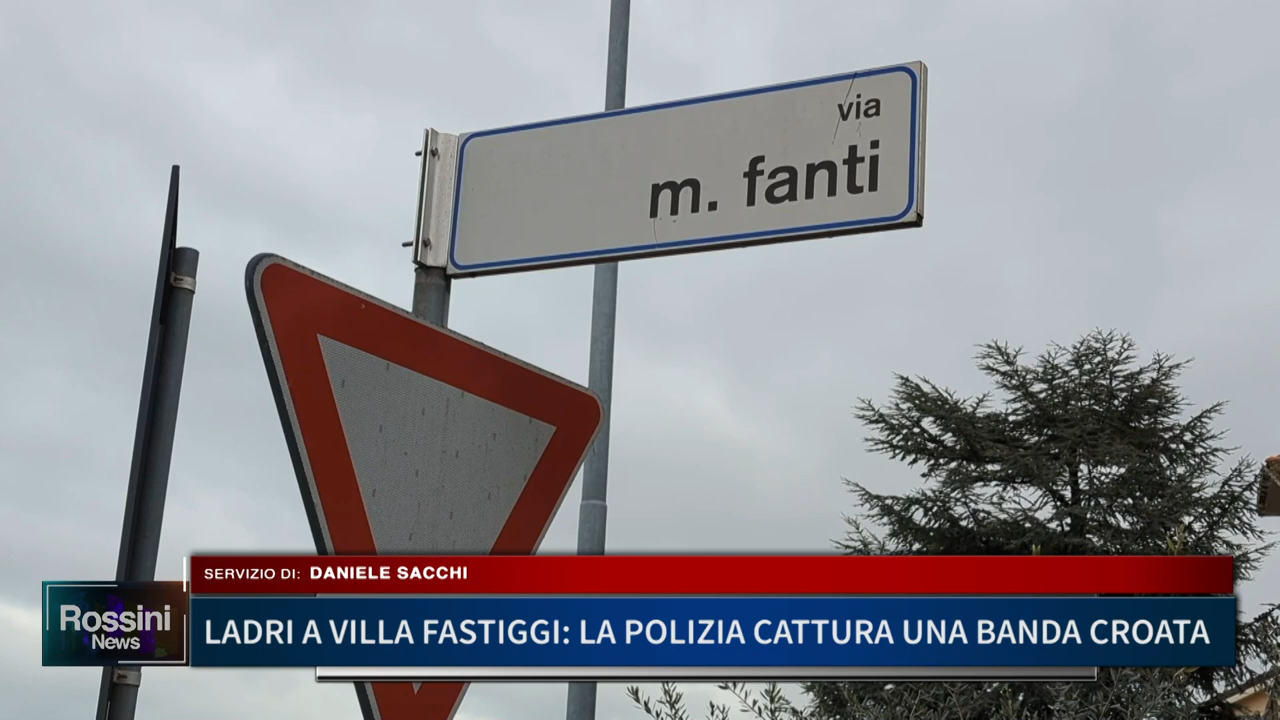 via
m. fanti
SERVIZIO DI: DANIELE SACCHI
Rossini
News
LADRI A VILLA FASTIGGI: LA POLIZIA CATTURA UNA BANDA CROATA